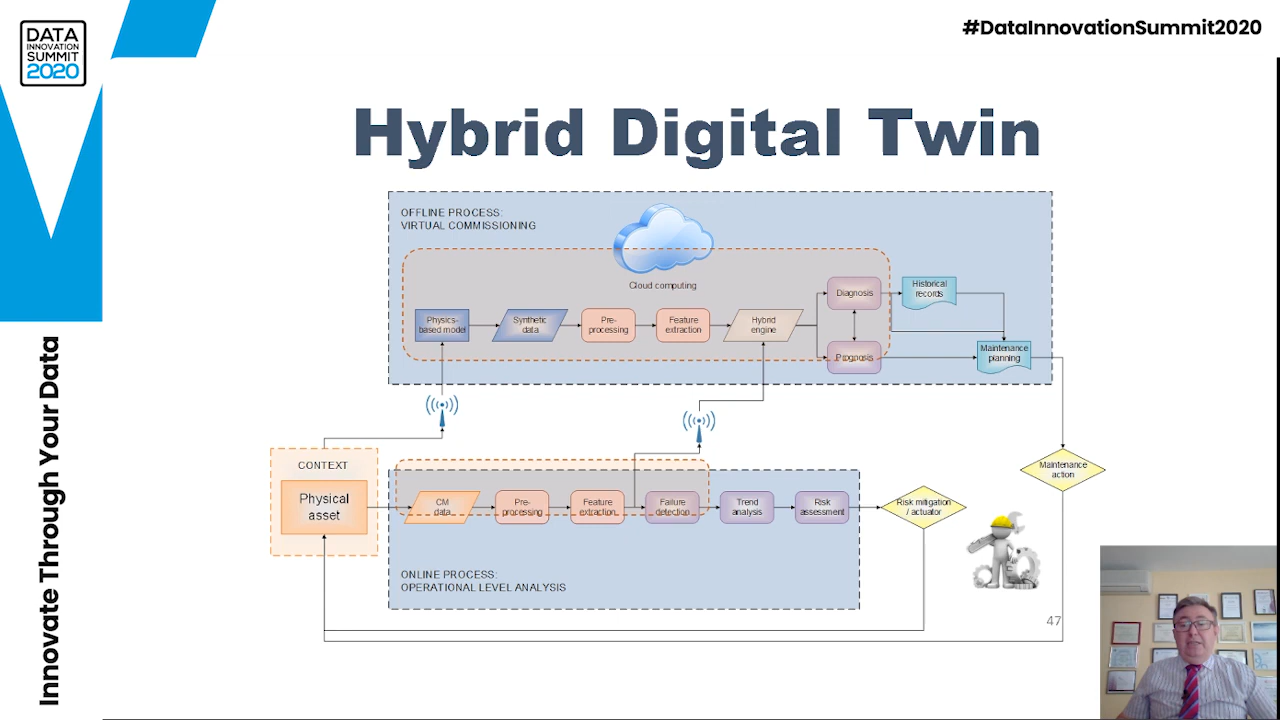 DATA
INNOVATION
SUMMIT
2020
#DataInnovationSummit2020
Innovate Through Your Data
Hybrid Digital Twin
OFFLINE PROCESS:
VIRTUAL COMMISSIONING
Cloud computing
Physics-
based model
Synthetic
data
Pre-
processing
Feature
extraction
Hybrid
engine
Diagnosis
Prognosis
Historical
records
Maintenance
planning
Maintenance
action
CONTEXT
Physical
asset
CM
data
Pre-
processing
Feature
extraction
Failure
detection
Trend
analysis
Risk
assessment
Risk mitigation
/ actuator
ONLINE PROCESS:
OPERATIONAL LEVEL ANALYSIS
47